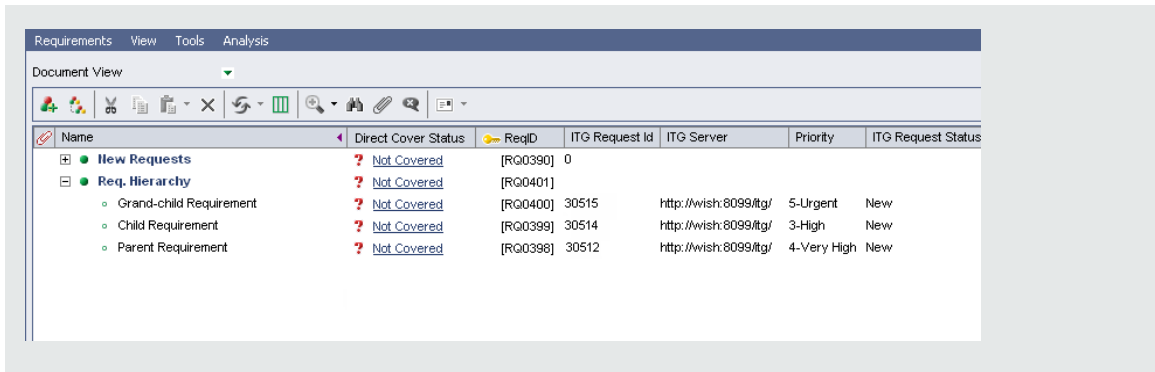 Requirements View Tools Analysis
Document View
Name Direct Cover Status ReqID ITG Request Id ITG Server Priority ITG Request Status
New Requests ? Not Covered [RQ0390] 0
Req. Hierarchy ? Not Covered [RQ0401]
Grand-child Requirement ? Not Covered [RQ0400] 30515 http://wish:8099/itg/ 5-Urgent New
Child Requirement ? Not Covered [RQ0399] 30514 http://wish:8099/itg/ 3-High New
Parent Requirement ? Not Covered [RQ0398] 30512 http://wish:8099/itg/ 4-Very High New